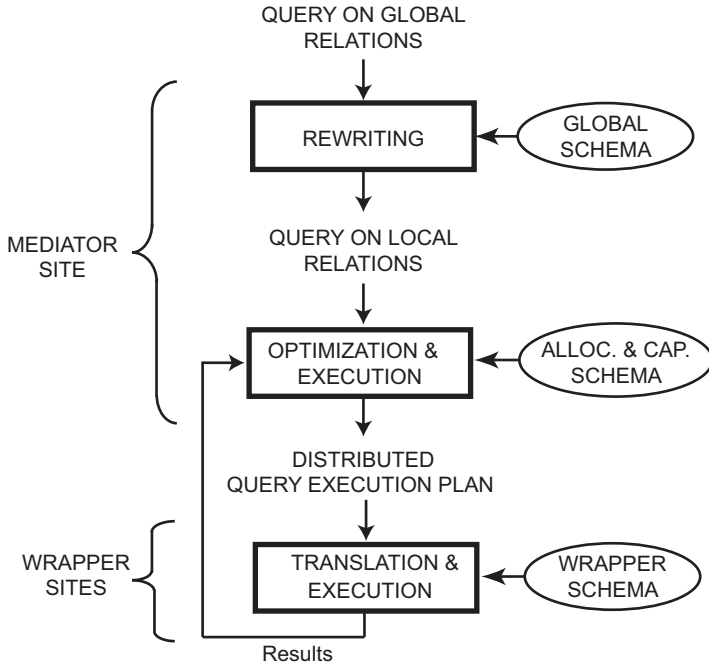 QUERY ON GLOBAL
RELATIONS
REWRITING
GLOBAL
SCHEMA
MEDIATOR
SITE
QUERY ON LOCAL
RELATIONS
OPTIMIZATION &
EXECUTION
ALLOC. & CAP.
SCHEMA
DISTRIBUTED
QUERY EXECUTION PLAN
WRAPPER
SITES
TRANSLATION &
EXECUTION
WRAPPER
SCHEMA
Results